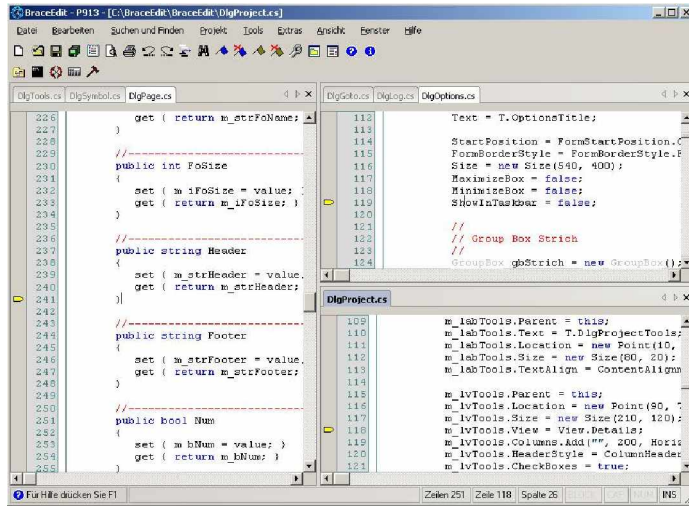 BraceEdit - P913 - [C:\BraceEdit\BraceEdit\DlgProject.cs]
Datei Bearbeiten Suchen und Finden Projekt Tools Extras Ansicht Fenster Hilfe
DlgTools.cs DlgSymbol.cs DlgPage.cs
226 get { return m_strFoName;
227 }
228
229 //
230 public int FoSize
231 {
232 set { m_iFoSize = value; }
233 get { return m_iFoSize; }
234 }
235
236 //
237 public string Header
238 {
239 set { m_strHeader = value.
240 get { return m_strHeader;
241 }
242
243 //
244 public string Footer
245 {
246 set { m_strFooter = value.
247 get { return m_strFooter;
248 }
249
250 //
251 public bool Num
252 {
253 set { m_bNum = value; }
254 get { return m_bNum; }
255 }
DlgGoto.cs DlgLog.cs DlgOptions.cs
112 Text = T.OptionsTitle;
113
114 StartPosition = FormStartPosition.
115 FormBorderStyle = FormBorderStyle.
116 Size = new Size(540, 400);
117 MaximizeBox = false;
118 MinimizeBox = false;
119 ShowInTaskbar = false;
120
121 //
122 // Group Box Strich
123 //
124 GroupBox gbStrich = new GroupBox();
DlgProject.cs
109 m_labTools.Parent = this;
110 m_labTools.Text = T.DlgProjectTools;
111 m_labTools.Location = new Point(10,
112 m_labTools.Size = new Size(80, 20);
113 m_labTools.TextAlign = ContentAlignm
114
115 m_lvTools.Parent = this;
116 m_lvTools.Location = new Point(90, 7
117 m_lvTools.Size = new Size(210, 120);
118 m_lvTools.View = View.Details;
119 m_lvTools.Columns.Add("", 200, Horiz
120 m_lvTools.HeaderStyle = ColumnHeader
121 m_lvTools.CheckBoxes = true;
Für Hilfe drücken Sie F1 Zeilen 251 Zeile 118 Spalte 26 NUM INS